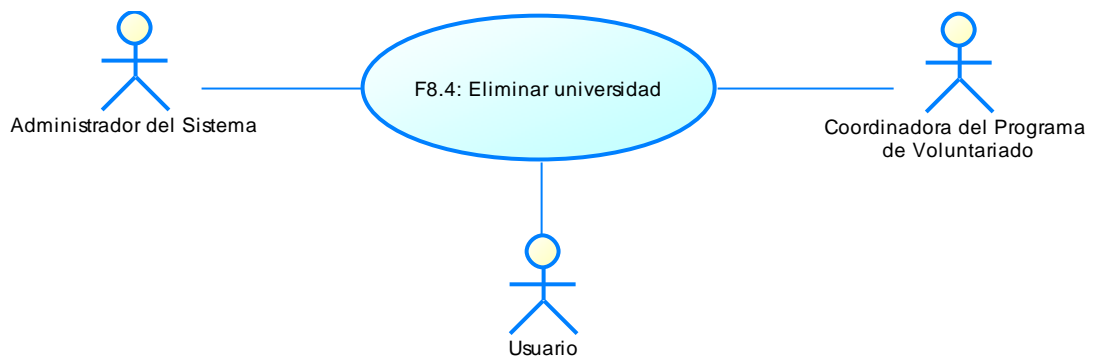 F8.4: Eliminar universidad
Administrador del Sistema
Coordinadora del Programa
de Voluntariado
Usuario